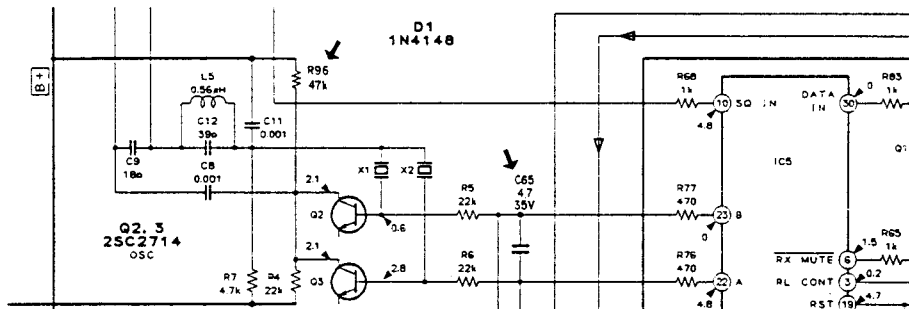 D1
1N4148
B+
R96
47k
L5
0.56µH
C12
39p
C11
0.001
C9
18p
C8
0.001
X1
X2
C65
4.7
35V
R68
1k
10
SQ IN
4.8
DATA
IN
30
0
R83
1k
IC5
Q1
2.1
Q2
0.6
R5
22k
R77
470
23
B
0
Q2, 3
2SC2714
OSC
2.1
Q3
2.8
R7
4.7k
R4
22k
R6
22k
R76
470
22
A
4.8
RX MUTE
6
1.5
R65
1k
RL CONT
3
0.2
RST
19
4.7